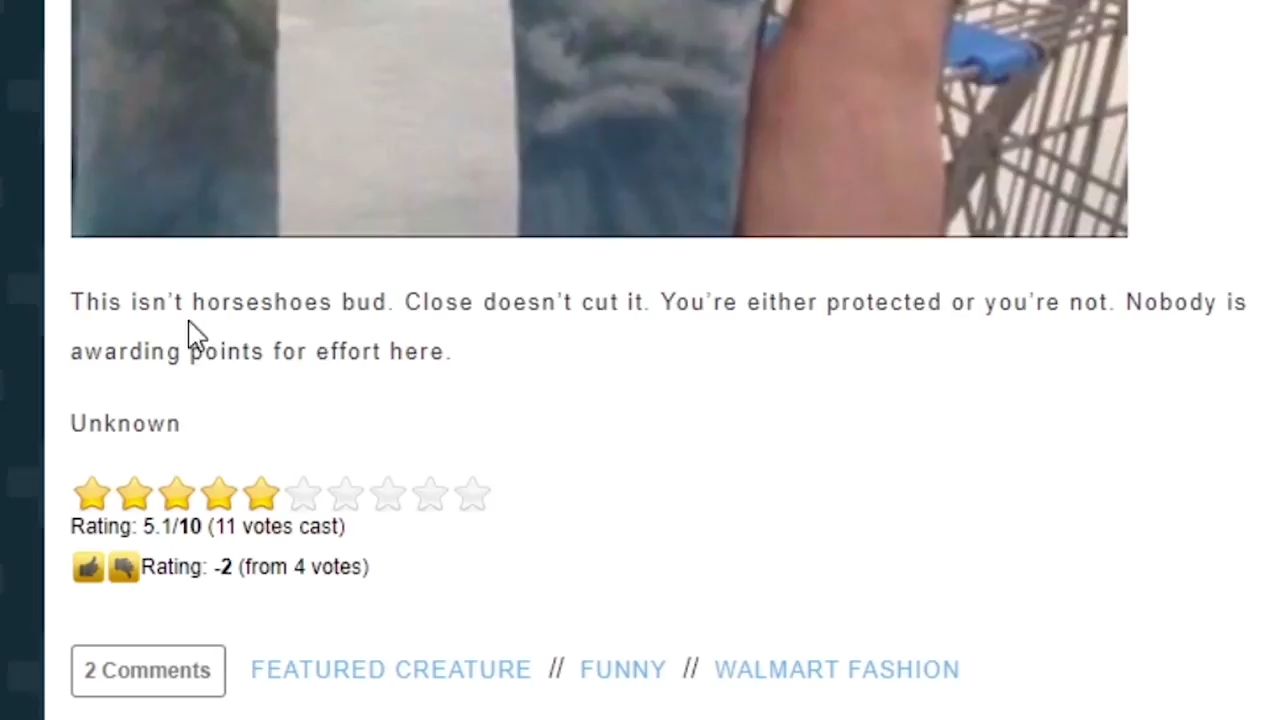 This isn’t horseshoes bud. Close doesn’t cut it. You’re either protected or you’re not. Nobody is
awarding points for effort here.
Unknown
Rating: 5.1/10 (11 votes cast)
Rating: -2 (from 4 votes)
2 Comments FEATURED CREATURE // FUNNY // WALMART FASHION